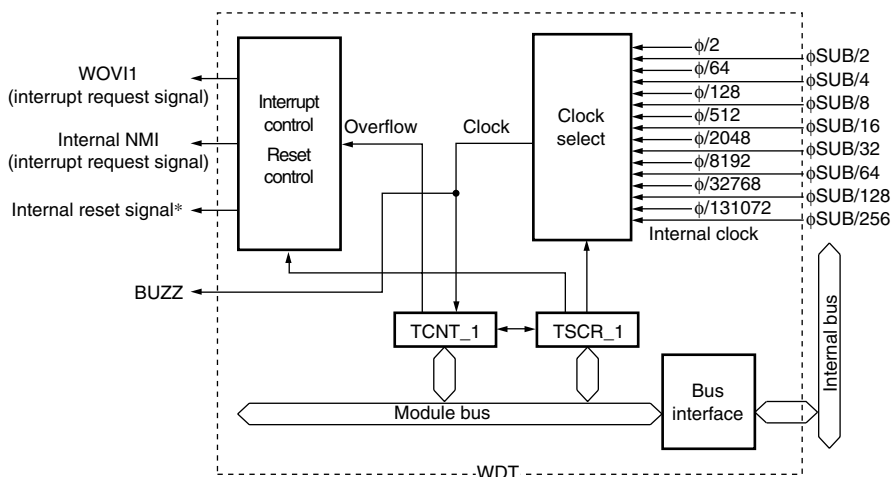 WOVI1
(interrupt request signal)
Internal NMI
(interrupt request signal)
Internal reset signal*
BUZZ
Interrupt
control
Reset
control
Overflow
Clock
Clock
select
ϕ/2
ϕ/64
ϕ/128
ϕ/512
ϕ/2048
ϕ/8192
ϕ/32768
ϕ/131072
Internal clock
ϕSUB/2
ϕSUB/4
ϕSUB/8
ϕSUB/16
ϕSUB/32
ϕSUB/64
ϕSUB/128
ϕSUB/256
TCNT_1
TSCR_1
Module bus
Bus
interface
Internal bus
WDT